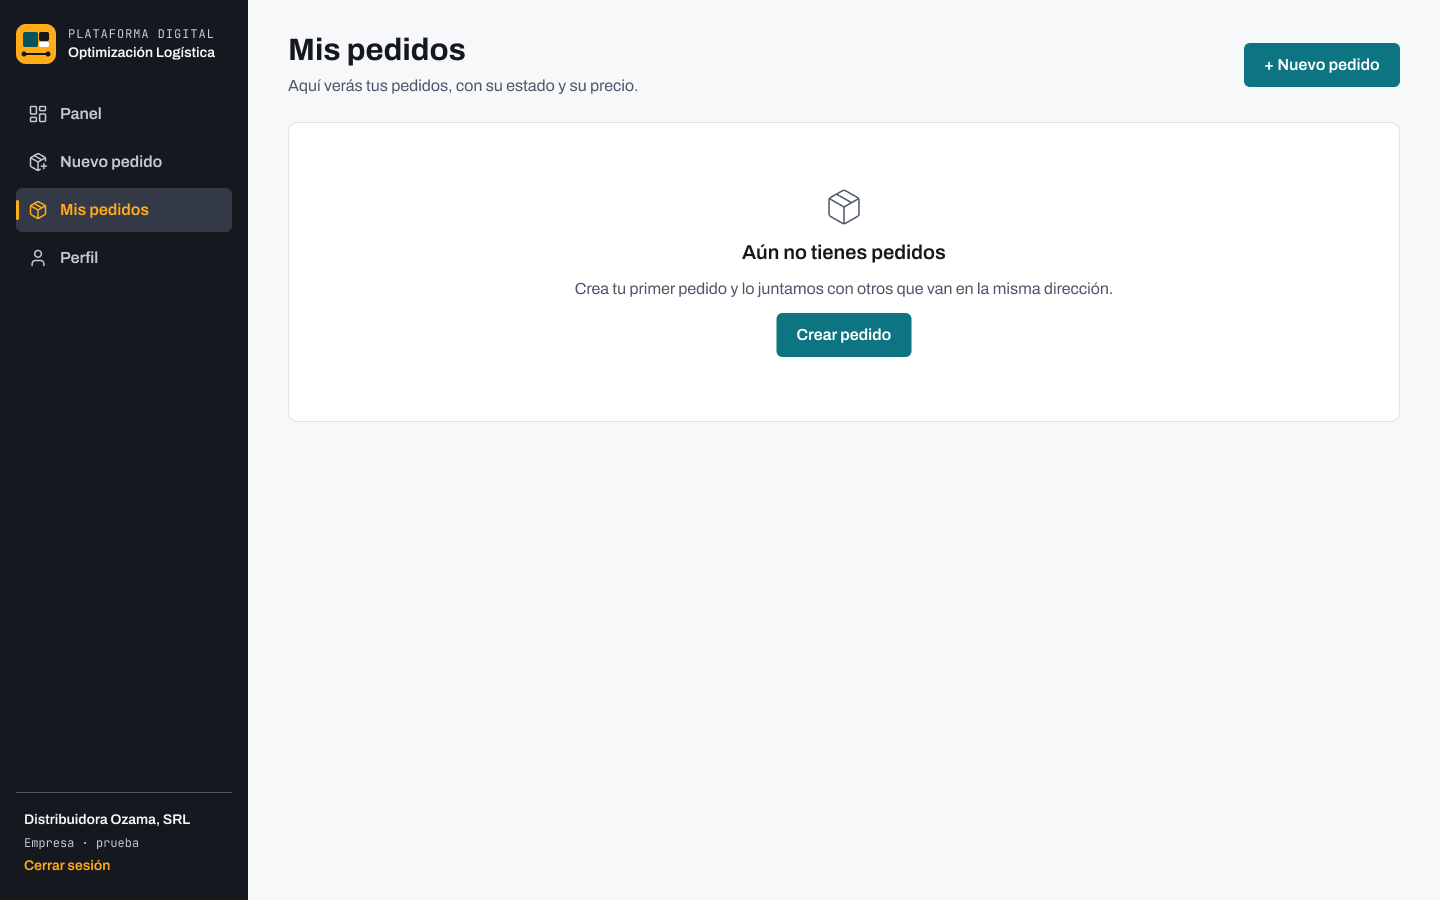 PLATAFORMA DIGITAL
Optimización Logística
Panel
Nuevo pedido
Mis pedidos
Perfil
Distribuidora Ozama, SRL
Empresa · prueba
Cerrar sesión
Mis pedidos
Aquí verás tus pedidos, con su estado y su precio.
+ Nuevo pedido
Aún no tienes pedidos
Crea tu primer pedido y lo juntamos con otros que van en la misma dirección.
Crear pedido